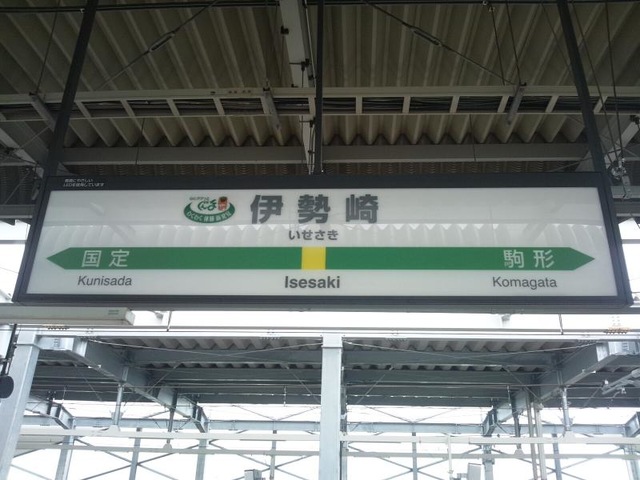 伊勢崎
いせさき
国定
駒形
Kunisada
Isesaki
Komagata